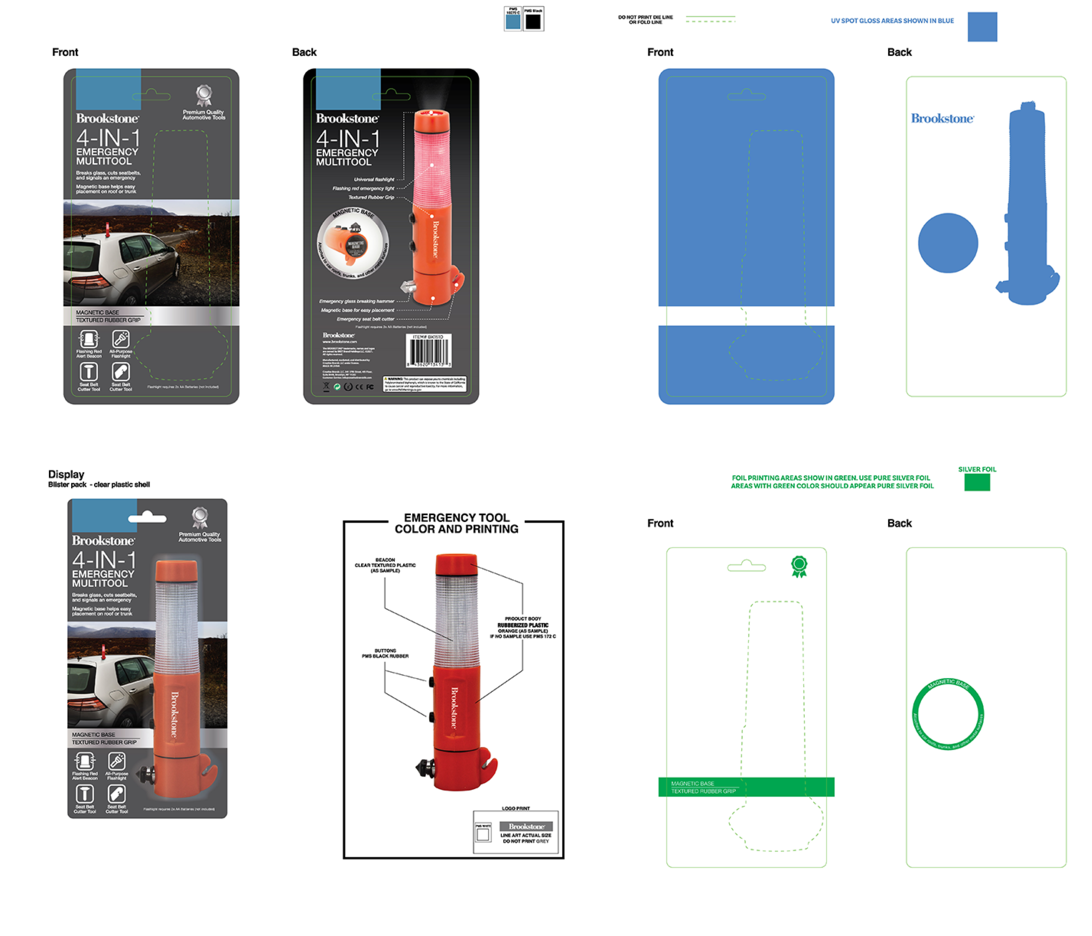 PMS
PMS Black
DO NOT PRINT DIE LINE
OR FOLD LINE
UV SPOT GLOSS AREAS SHOWN IN BLUE
Front
Back
Front
Back
Brookstone
Premium Quality
Automotive Tools
4-IN-1
EMERGENCY
MULTITOOL
Breaks glass, cuts seatbelts,
and signals an emergency
Magnetic base helps easy
placement on roof or trunk
MAGNETIC BASE
TEXTURED RUBBER GRIP
Flashing Red
Alert Beacon
All-Purpose
Flashlight
Seat Belt
Cutter Tool
Seat Belt
Cutter Tool
Flashlight requires 3x AA Batteries (not included)
Brookstone
4-IN-1
EMERGENCY
MULTITOOL
Universal flashlight
Flashing red emergency light
Textured Rubber Grip
MAGNETIC BASE
Brookstone
Emergency glass breaking hammer
Magnetic base for easy placement
Emergency seat belt cutter
Flashlight requires 3x AA Batteries (not included)
Brookstone
www.brookstone.com
WARNING:
Brookstone
Display
Blister pack - clear plastic shell
Brookstone
Premium Quality
Automotive Tools
4-IN-1
EMERGENCY
MULTITOOL
Breaks glass, cuts seatbelts,
and signals an emergency
Magnetic base helps easy
placement on roof or trunk
Brookstone
MAGNETIC BASE
TEXTURED RUBBER GRIP
Flashing Red
Alert Beacon
All-Purpose
Flashlight
Seat Belt
Cutter Tool
Seat Belt
Cutter Tool
Flashlight requires 3x AA Batteries (not included)
EMERGENCY TOOL
COLOR AND PRINTING
BEACON
CLEAR TEXTURED PLASTIC
(AS SAMPLE)
PRODUCT BODY
RUBBERIZED PLASTIC
ORANGE (AS SAMPLE)
IF NO SAMPLE USE PMS 172 C
BUTTONS
PMS BLACK RUBBER
Brookstone
LOGO PRINT
PMS WHITE
Brookstone
LINE ART ACTUAL SIZE
DO NOT PRINT GREY
FOIL PRINTING AREAS SHOW IN GREEN. USE PURE SILVER FOIL
AREAS WITH GREEN COLOR SHOULD APPEAR PURE SILVER FOIL
SILVER FOIL
Front
Back
MAGNETIC BASE
TEXTURED RUBBER GRIP
MAGNETIC BASE